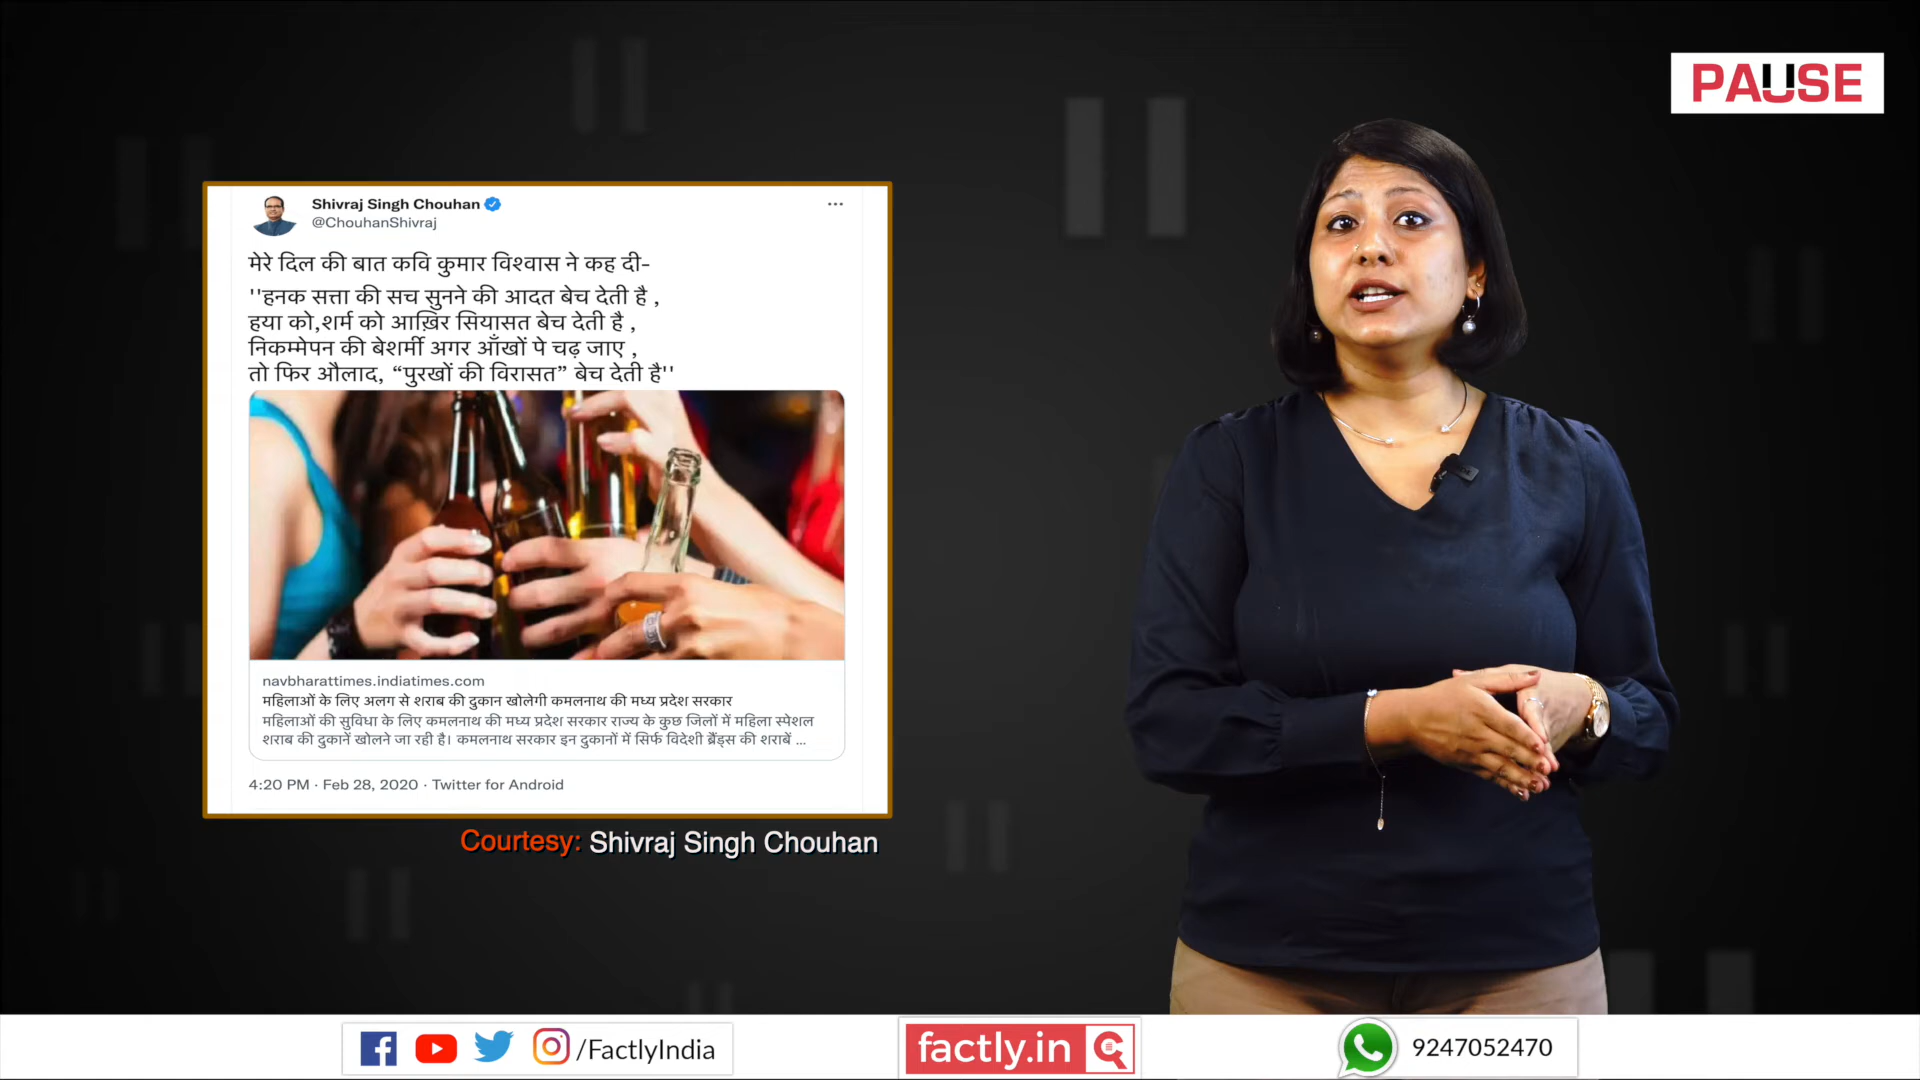 PAUSE
Shivraj Singh Chouhan
@ChouhanShivraj
मेरे दिल की बात कवि कुमार विश्वास ने कह दी-
''हनक सत्ता की सच सुनने की आदत बेच देती है ,
हया को,शर्म को आख़िर सियासत बेच देती है ,
निकम्मेपन की बेशर्मी अगर आँखों पे चढ़ जाए ,
तो फिर औलाद, “पुरखों की विरासत” बेच देती है''
navbharattimes.indiatimes.com
महिलाओं के लिए अलग से शराब की दुकान खोलेगी कमलनाथ की मध्य प्रदेश सरकार
महिलाओं की सुविधा के लिए कमलनाथ की मध्य प्रदेश सरकार राज्य के कुछ जिलों में महिला स्पेशल
शराब की दुकानें खोलने जा रही है। कमलनाथ सरकार इन दुकानों में सिर्फ विदेशी ब्रैंड्स की शराबें ...
4:20 PM · Feb 28, 2020 · Twitter for Android
Courtesy: Shivraj Singh Chouhan
/FactlyIndia
factly.in
9247052470